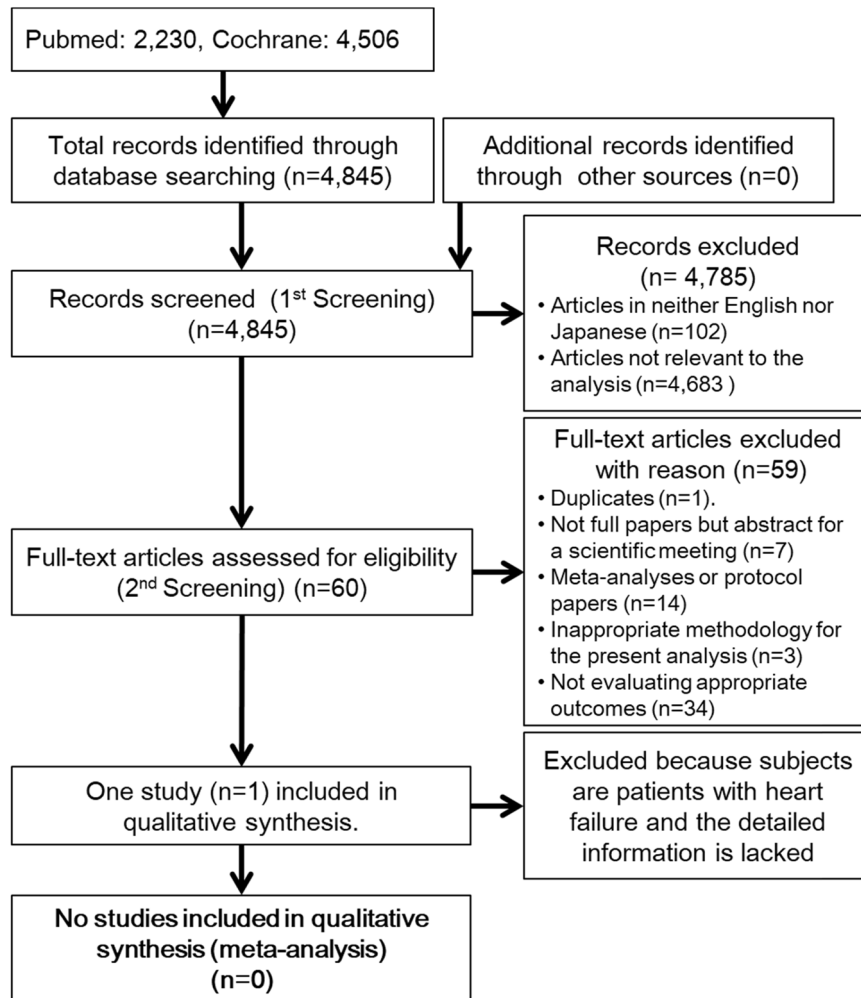 Pubmed: 2,230, Cochrane: 4,506
Total records identified through
database searching (n=4,845)
Additional records identified
through other sources (n=0)
Records screened (1st Screening)
(n=4,845)
Records excluded
(n= 4,785)
• Articles in neither English nor
Japanese (n=102)
• Articles not relevant to the
analysis (n=4,683 )
Full-text articles assessed for eligibility
(2nd Screening) (n=60)
Full-text articles excluded
with reason (n=59)
• Duplicates (n=1).
• Not full papers but abstract for
a scientific meeting (n=7)
• Meta-analyses or protocol
papers (n=14)
• Inappropriate methodology for
the present analysis (n=3)
• Not evaluating appropriate
outcomes (n=34)
One study (n=1) included in
qualitative synthesis.
Excluded because subjects
are patients with heart
failure and the detailed
information is lacked
No studies included in qualitative
synthesis (meta-analysis)
(n=0)